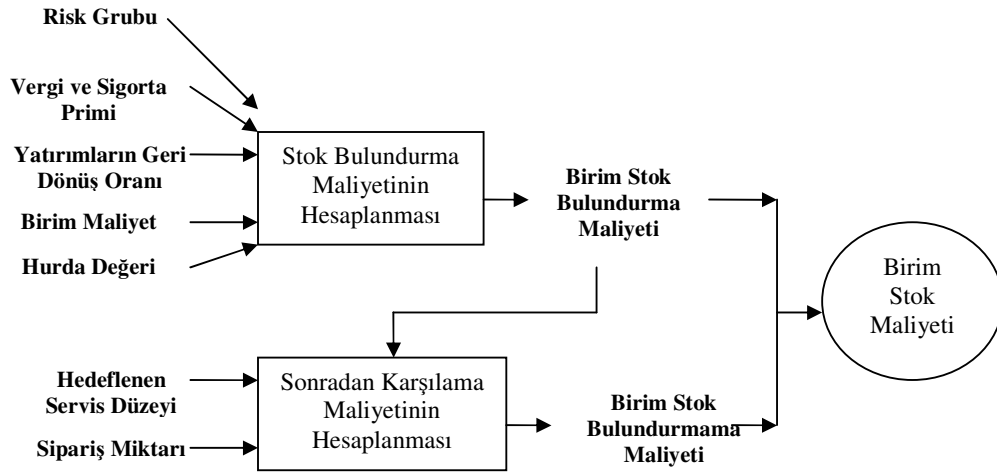 Risk Grubu
Vergi ve Sigorta
Primi
Yatırımların Geri
Dönüş Oranı
Birim Maliyet
Hurda Değeri
Stok Bulundurma
Maliyetinin
Hesaplanması
Birim Stok
Bulundurma
Maliyeti
Birim
Stok
Maliyeti
Hedeflenen
Servis Düzeyi
Sipariş Miktarı
Sonradan Karşılama
Maliyetinin
Hesaplanması
Birim Stok
Bulundurmama
Maliyeti